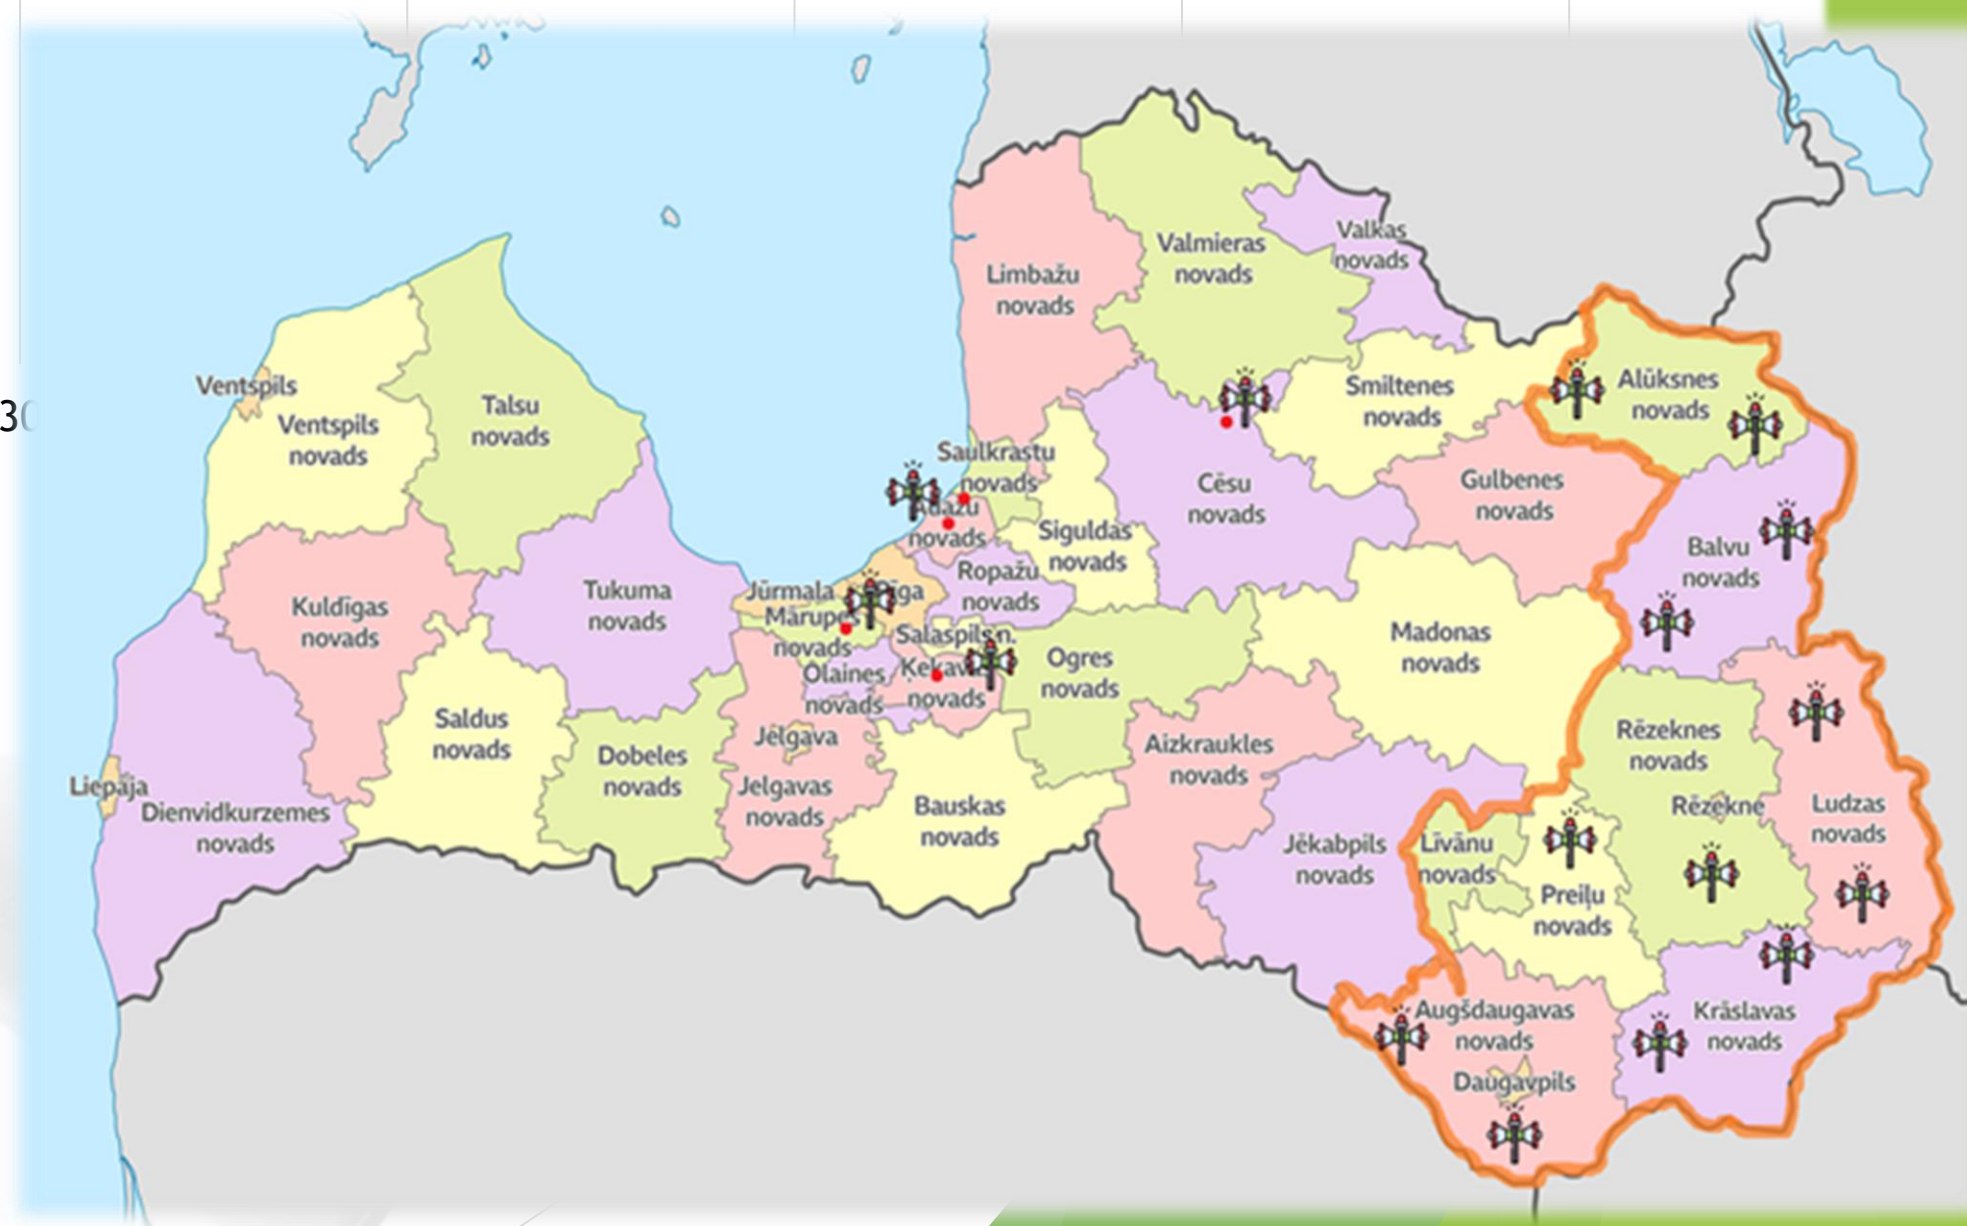 Valkas
novads
Valmieras
novads
Limbažu
novads
Alūksnes
novads
Smiltenes
novads
Ventspils
Ventspils
novads
Talsu
novads
30
Saulkrastu
novads
Cēsu
novads
Gulbenes
novads
Ādažu
novads
Siguldas
novads
Balvu
novads
Ropažu
novads
Jūrmala
Rīga
Tukuma
novads
Kuldīgas
novads
Mārupes
novads
Salaspils n.
Madonas
novads
Ogres
novads
Olaines
novads
Ķekavas
novads
Saldus
novads
Rēzeknes
novads
Jelgava
Aizkraukles
novads
Dobeles
novads
Liepāja
Jelgavas
novads
Bauskas
novads
Rēzekne
Ludzas
novads
Dienvidkurzemes
novads
Jēkabpils
novads
Līvānu
novads
Preiļu
novads
Augšdaugavas
novads
Krāslavas
novads
Daugavpils